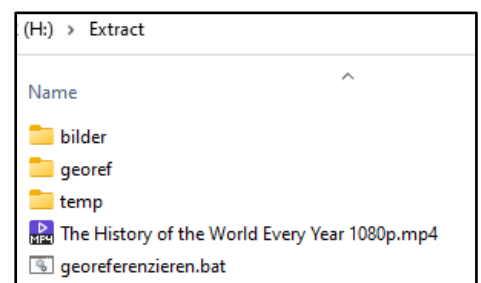 (H:) > Extract
Name
bilder
georef
temp
MP4 The History of the World Every Year 1080p.mp4
georeferenzieren.bat